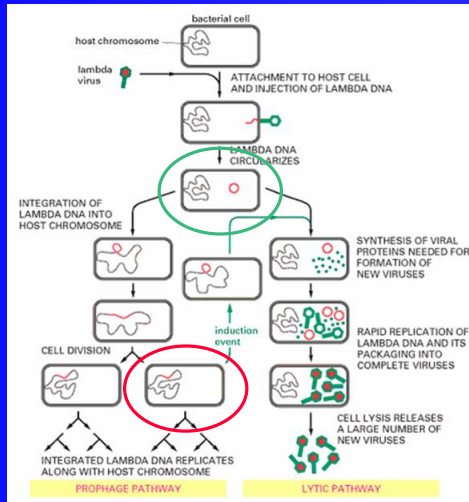 bacterial cell
host chromosome
lambda
virus
ATTACHMENT TO HOST CELL
AND INJECTION OF LAMBDA DNA
LAMBDA DNA
CIRCULARIZES
INTEGRATION OF
LAMBDA DNA INTO
HOST CHROMOSOME
SYNTHESIS OF VIRAL
PROTEINS NEEDED FOR
FORMATION OF
NEW VIRUSES
induction
event
RAPID REPLICATION OF
LAMBDA DNA AND ITS
PACKAGING INTO
COMPLETE VIRUSES
CELL DIVISION
CELL LYSIS RELEASES
A LARGE NUMBER OF
NEW VIRUSES
INTEGRATED LAMBDA DNA REPLICATES
ALONG WITH HOST CHROMOSOME
PROPHAGE PATHWAY
LYTIC PATHWAY